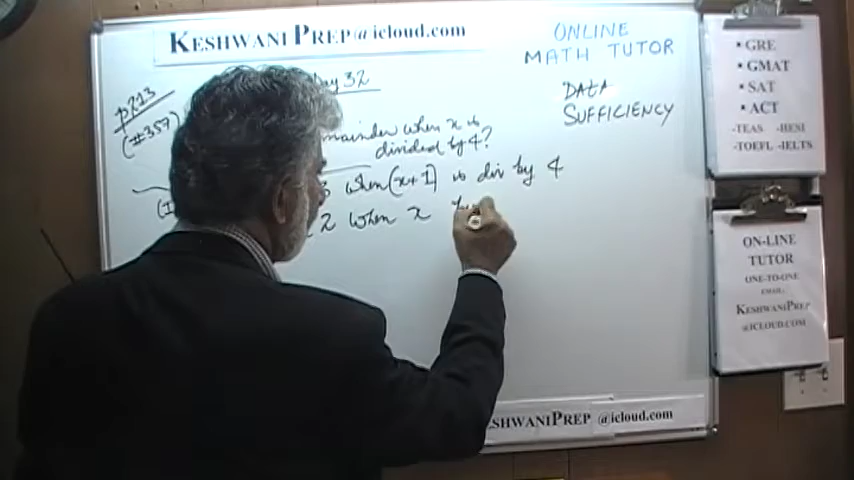 KESHWANIPREP@icloud.com
Day 32
p213
(#357)
mainder when x is
divided by 4?
3 when (x+1) is div by 4
2 when x
ONLINE
MATH TUTOR
DATA
SUFFICIENCY
• GRE
• GMAT
• SAT
• ACT
-TEAS -HESI
-TOEFL -IELTS
ON-LINE
TUTOR
ONE-TO-ONE
EMAIL:
KESHWANIPREP
@ICLOUD.COM
ESHWANIPREP @icloud.com